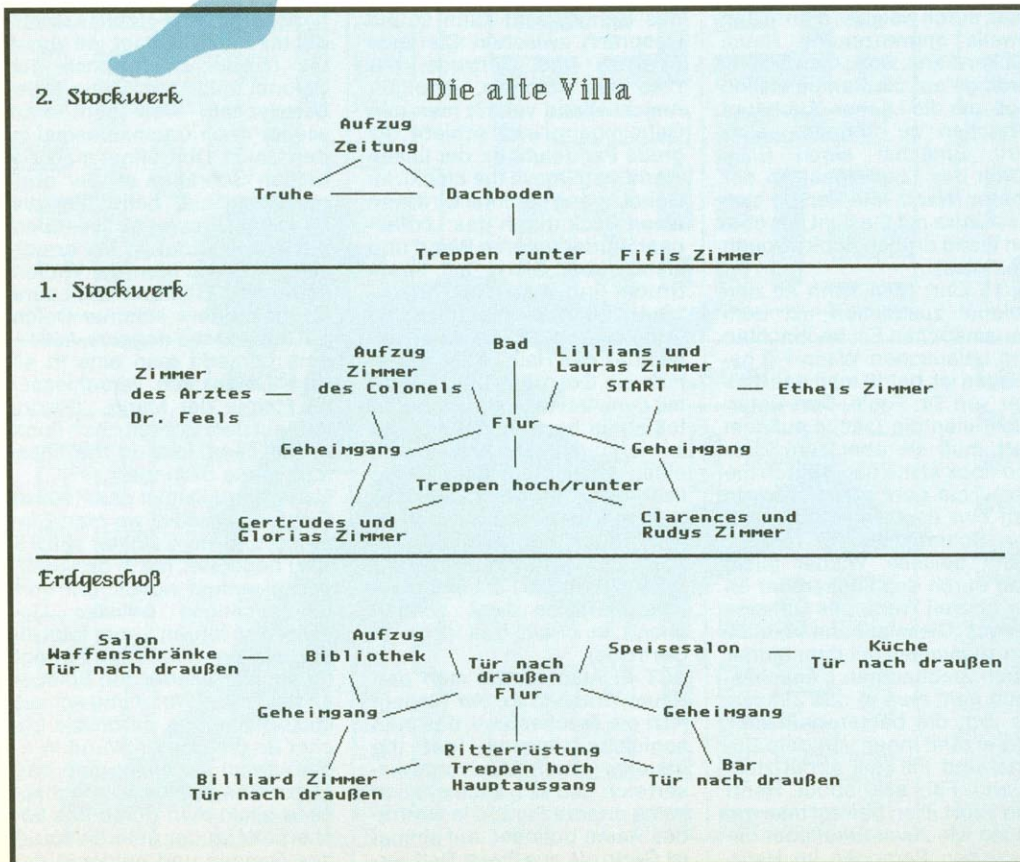 Die alte Villa
2. Stockwerk
Aufzug
Zeitung
Truhe
Dachboden
Treppen runter
Fifis Zimmer
1. Stockwerk
Zimmer
des Arztes
Dr. Feels
Aufzug
Zimmer
des Colonels
Bad
Lillians und
Lauras Zimmer
START
Ethans Zimmer
Flur
Geheimgang
Geheimgang
Treppen hoch/runter
Gertrudes und
Glorias Zimmer
Clarences und
Rudys Zimmer
Erdgeschoß
Salon
Waffenschränke
Tür nach draußen
Aufzug
Bibliothek
Tür nach
draußen
Flur
Speisesalon
Küche
Tür nach draußen
Geheimgang
Geheimgang
Billiard Zimmer
Tür nach draußen
Ritterrüstung
Treppen hoch
Hauptausgang
Bar
Tür nach draußen